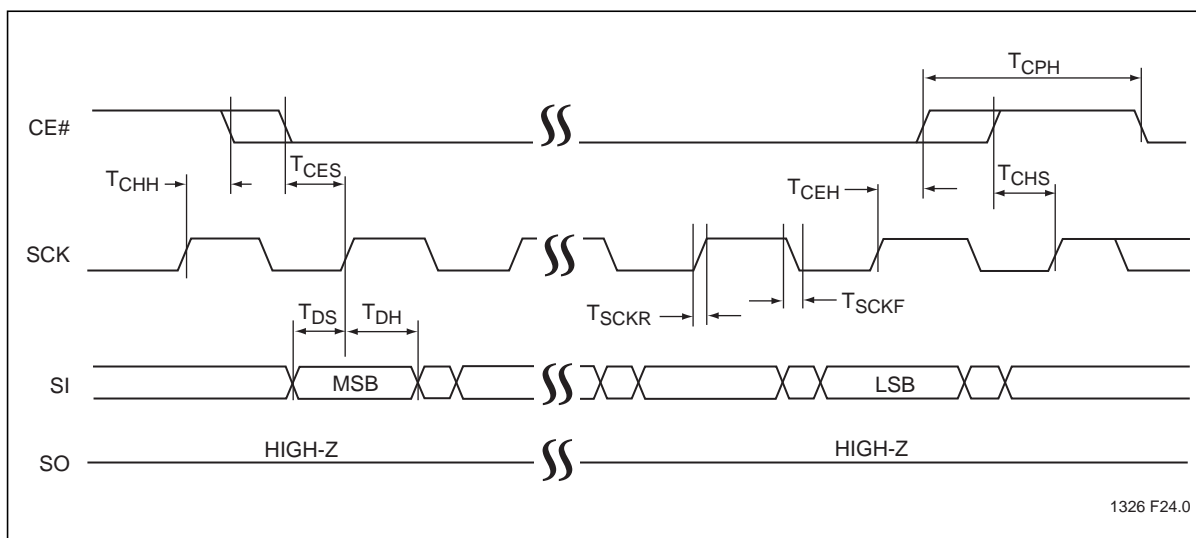 TCPH
CE#
TCES
TCHH
TCEH
TCHS
SCK
TDS
TDH
TSCKR
TSCKF
SI
MSB
LSB
HIGH-Z
HIGH-Z
SO
1326 F24.0